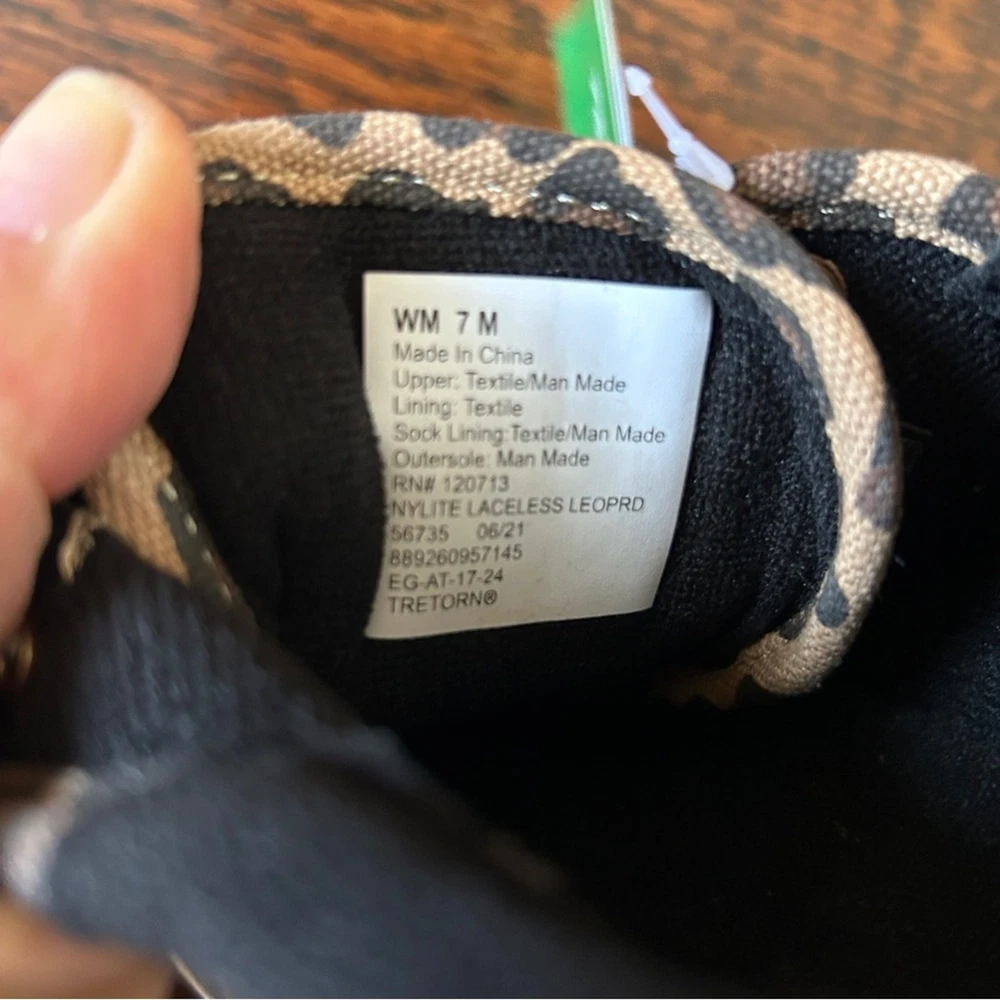 WM 7 M
Made In China
Upper: Textile/Man Made
Lining: Textile
Sock Lining:Textile/Man Made
Outersole: Man Made
RN# 120713
NYLITE LACELESS LEOPRD
56735 06/21
889260957145
EG-AT-17-24
TRETORN®